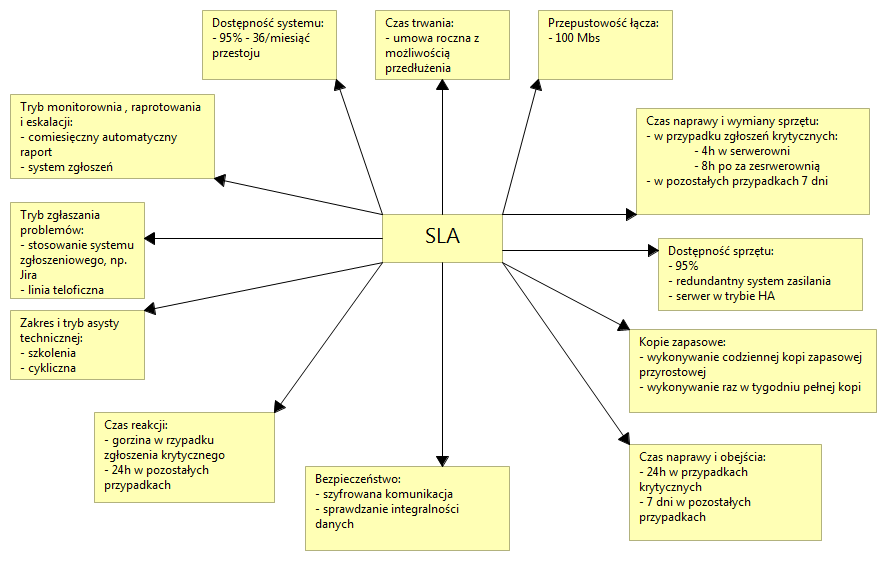 Dostępność systemu:
- 95% - 36/miesiąć
przestoju
Czas trwania:
- umowa roczna z
możliwością
przedłużenia
Przepustowość łącza:
- 100 Mbs
Tryb monitorownia , raprotowania
i eskalacji:
- comiesięczny automatyczny
raport
- system zgłoszeń
Czas naprawy i wymiany sprzętu:
- w przypadku zgłoszeń krytycznych:
- 4h w serwerowni
- 8h po za zesrwerownią
- w pozostałych przypadkach 7 dni
Tryb zgłaszania
problemów:
- stosowanie systemu
zgłoszeniowego, np.
Jira
- linia teloficzna
SLA
Dostępność sprzętu:
- 95%
- redundantny system zasilania
- serwer w trybie HA
Zakres i tryb asysty
technicznej:
- szkolenia
- cykliczna
Kopie zapasowe:
- wykonywanie codziennej kopi zapasowej
przyrostowej
- wykonywanie raz w tygodniu pełnej kopi
Czas reakcji:
- gorzina w rzypadku
zgłoszenia krytycznego
- 24h w pozostałych
przypadkach
Bezpieczeństwo:
- szyfrowana komunikacja
- sprawdzanie integralności
danych
Czas naprawy i obejścia:
- 24h w przypadkach
krytycznych
- 7 dni w pozostałych
przypadkach